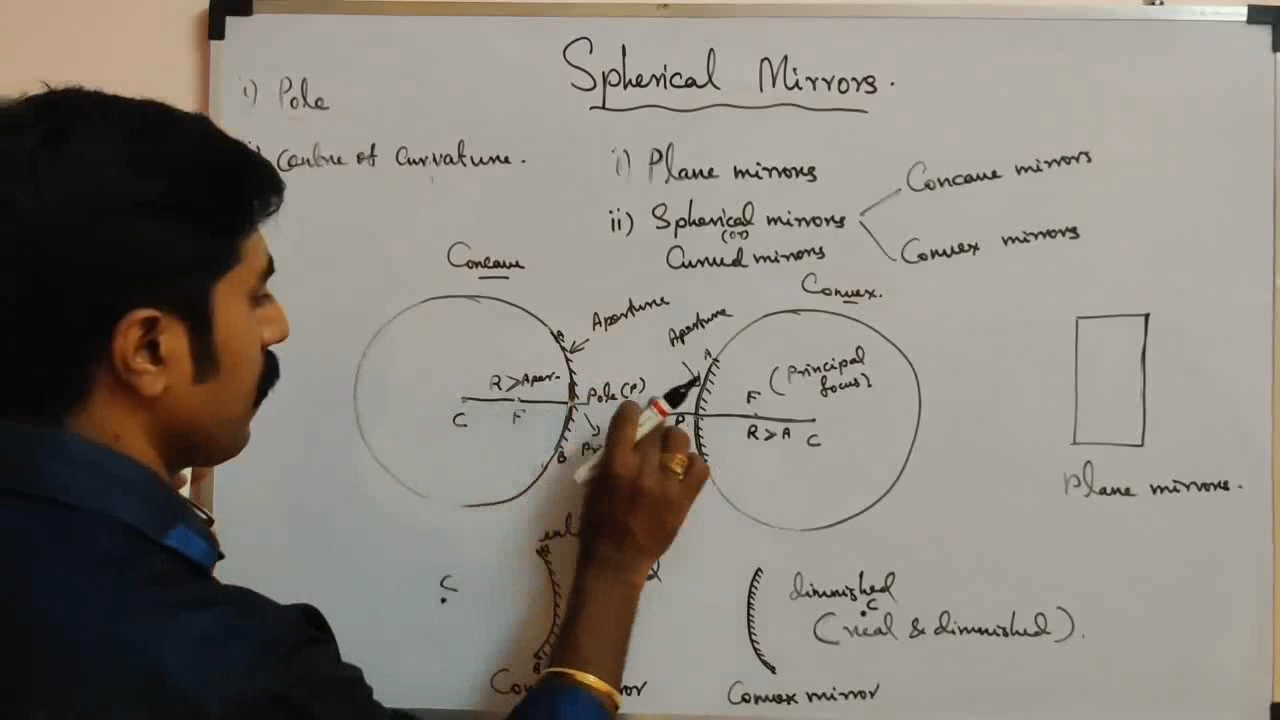 Spherical Mirrors.
i) Pole
Centre of Curvature.
i) Plane mirrors
ii) Spherical mirrors
(or)
Curved mirrors
Concave mirrors
Convex mirrors
Concave
A
Aperture
R > Aper-
Pole (P)
C
F
B
Convex.
Aperture
A
(Principal
focus)
F
P
R > A
C
Plane mirrors.
C
B
diminished
C
(real & diminished).
Convex mirror